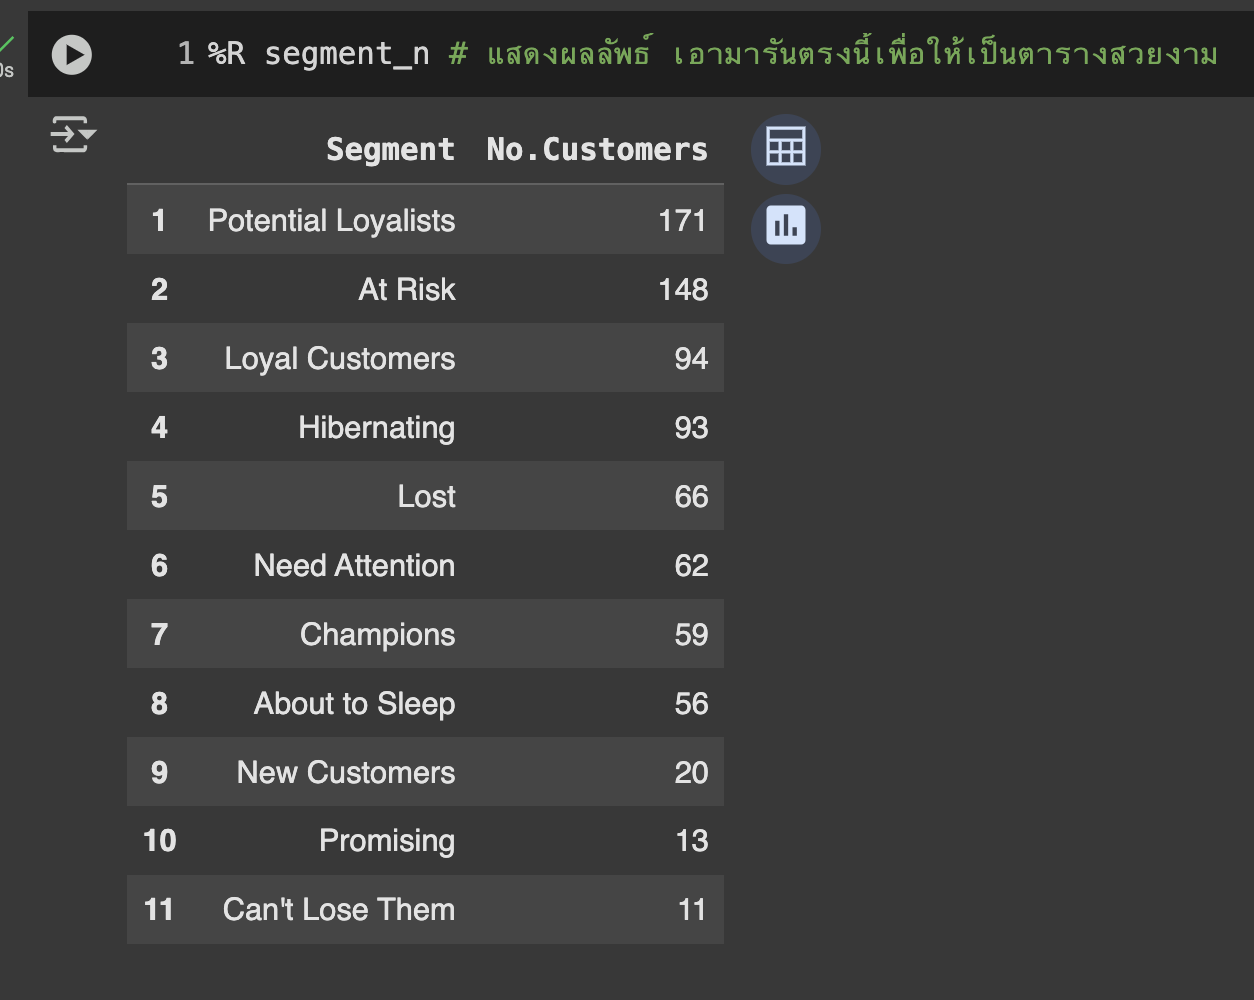 1 %R segment_n # แสดงผลลัพธ์ เอามารันตรงนี้เพื่อให้เป็นตารางสวยงาม
Segment No.Customers
1 Potential Loyalists 171
2 At Risk 148
3 Loyal Customers 94
4 Hibernating 93
5 Lost 66
6 Need Attention 62
7 Champions 59
8 About to Sleep 56
9 New Customers 20
10 Promising 13
11 Can't Lose Them 11